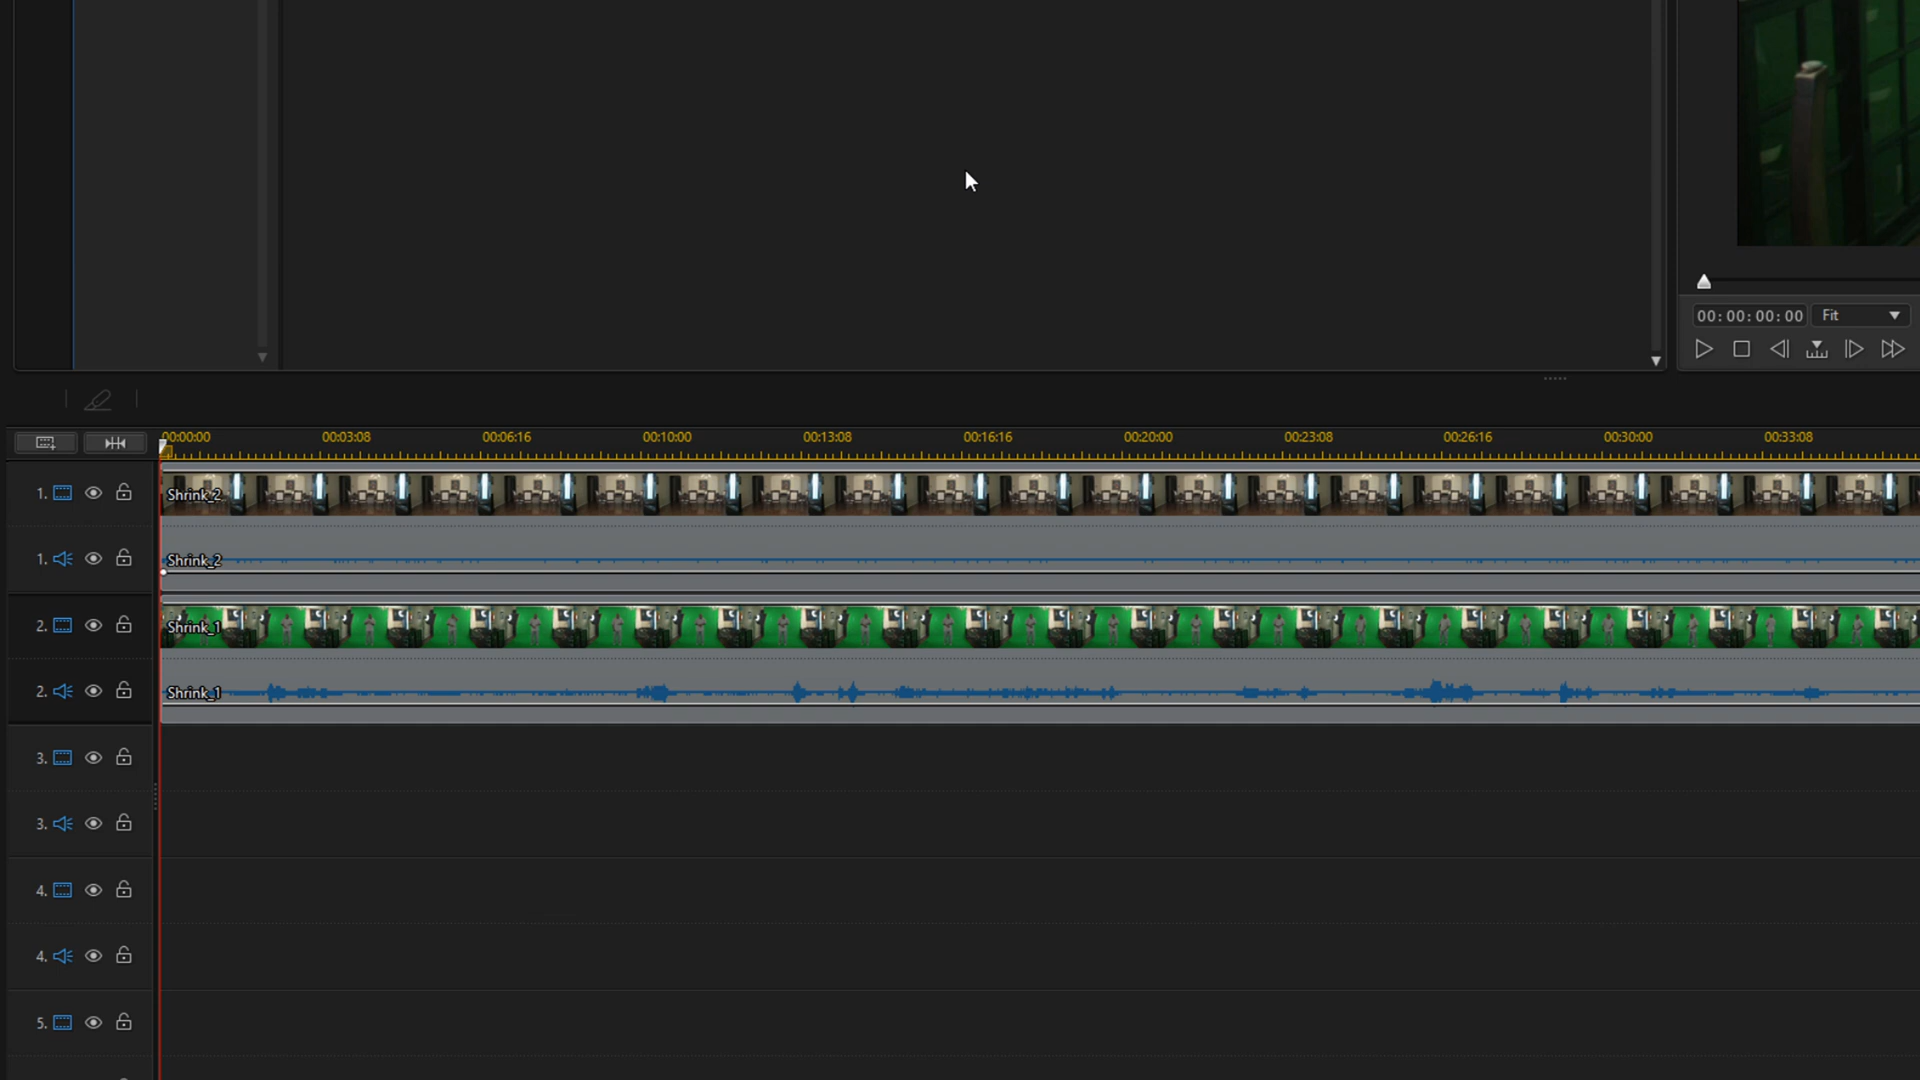 00:00:00:00 Fit
00:00:00 00:03:08 00:06:16 00:10:00 00:13:08 00:16:16 00:20:00 00:23:08 00:26:16 00:30:00 00:33:08
1. Shrink_2
1. Shrink_2
2. Shrink_1
2. Shrink_1
3.
3.
4.
4.
5.